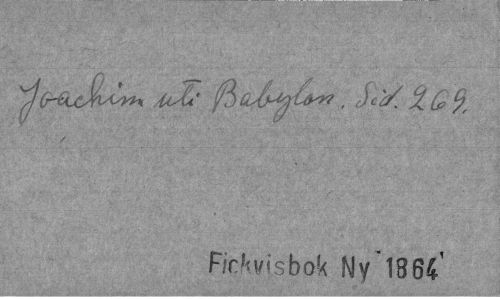 Joachim uti Babylon. Sid. 269.
Fickvisbok Ny 1864